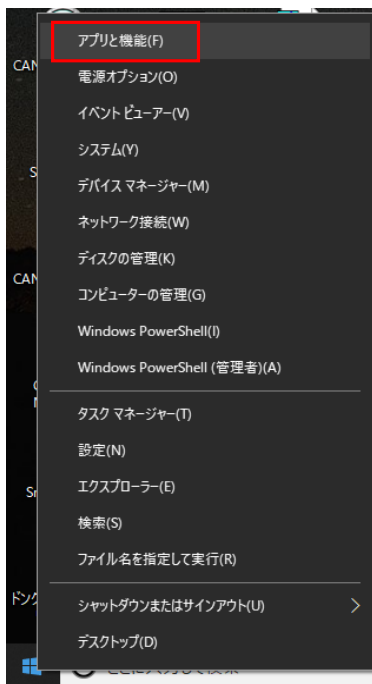 アプリと機能(F)
電源オプション(O)
イベント ビューアー(V)
システム(Y)
デバイス マネージャー(M)
ネットワーク接続(W)
ディスクの管理(K)
コンピューターの管理(G)
Windows PowerShell(I)
Windows PowerShell (管理者)(A)
タスク マネージャー(T)
設定(N)
エクスプローラー(E)
検索(S)
ファイル名を指定して実行(R)
シャットダウンまたはサインアウト(U)
デスクトップ(D)